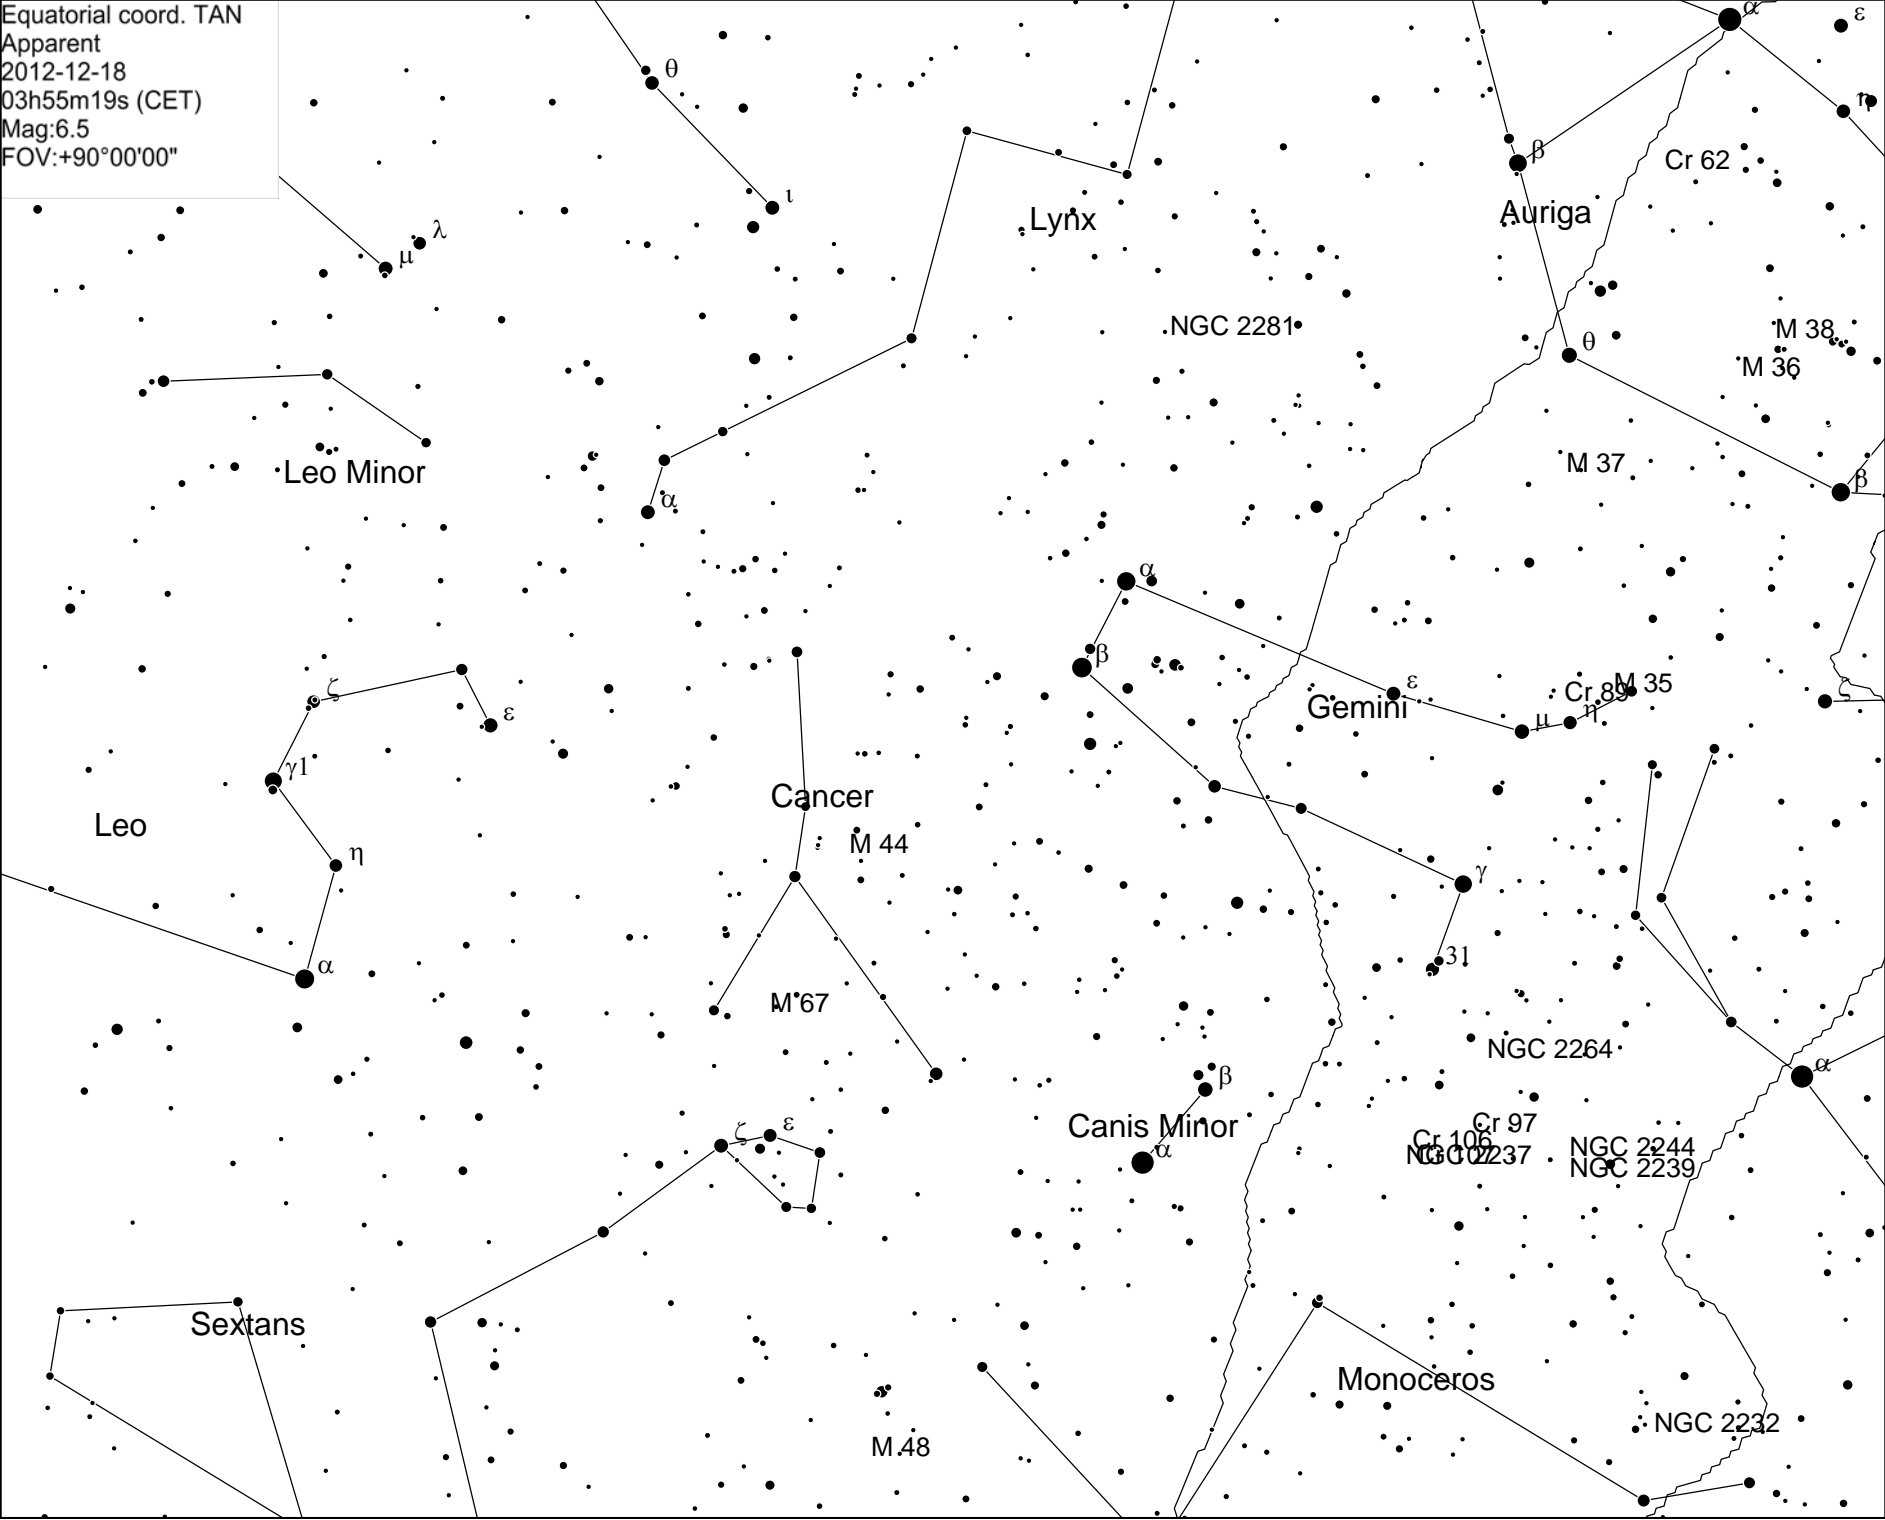 Equatorial coord. TAN
Apparent
2012-12-18
03h55m19s (CET)
Mag:6.5
FOV:+90°00'00"
α
ε
θ
η
β
Cr 62
ι
Lynx
Auriga
λ
μ
NGC 2281
M 38
θ
M 36
Leo Minor
M 37
β
α
α
β
ε
Cr 89
M 35
ζ
Gemini
η
ζ
ε
μ
γ1
Cancer
Leo
M 44
η
γ
31
α
M 67
NGC 2264
α
β
Canis Minor
Cr 97
ζ
ε
α
Cr 106
NGC 2244
NGC 2237
NGC 2239
Sextans
Monoceros
NGC 2232
M 48